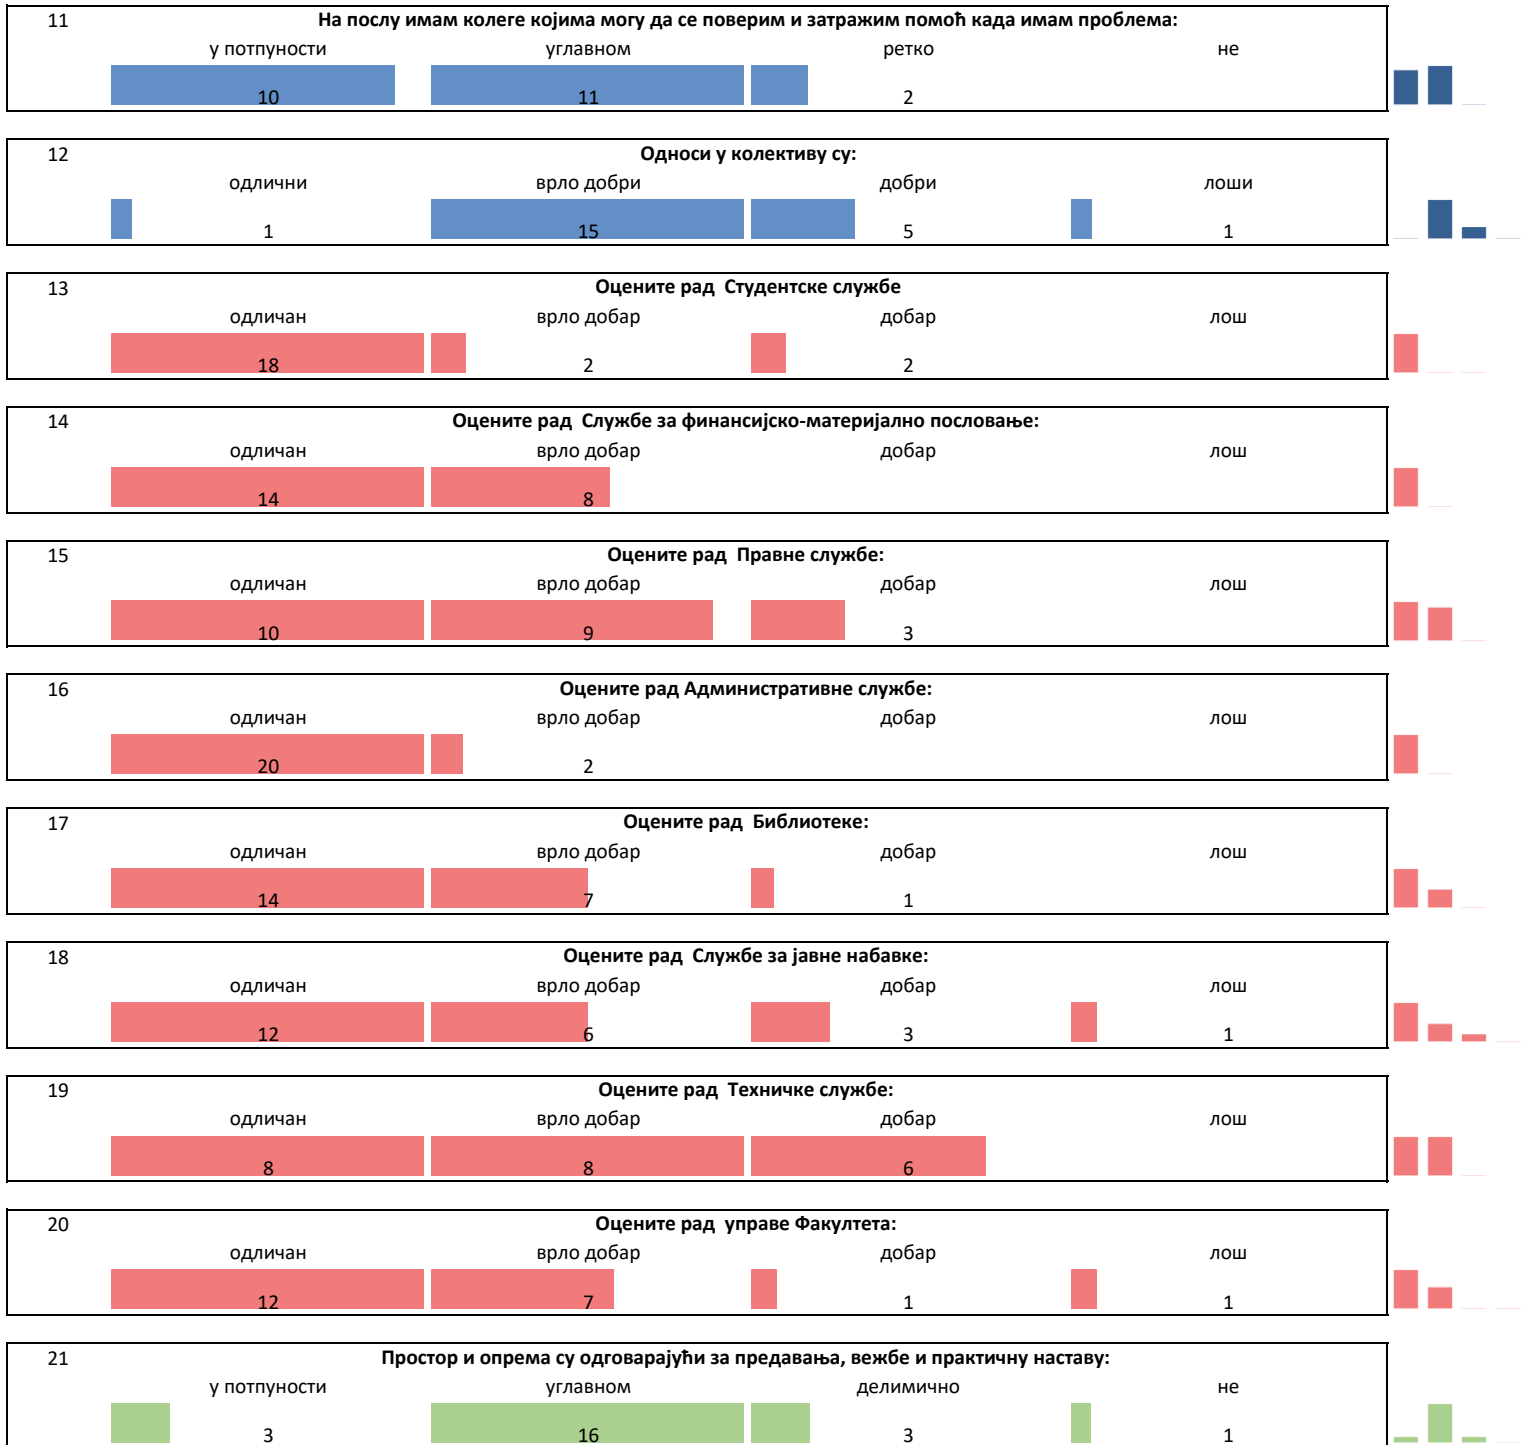 11 На послу имам колеге којима могу да се поверим и затражим помоћ када имам проблема:
у потпуности углавном ретко не
10 11 2
12 Односи у колективу су:
одлични врло добри добри лоши
1 15 5 1
13 Оцените рад Студентске службе
одличан врло добар добар лош
18 2 2
14 Оцените рад Службе за финансијско-материјално пословање:
одличан врло добар добар лош
14 8
15 Оцените рад Правне службе:
одличан врло добар добар лош
10 9 3
16 Оцените рад Административне службе:
одличан врло добар добар лош
20 2
17 Оцените рад Библиотеке:
одличан врло добар добар лош
14 7 1
18 Оцените рад Службе за јавне набавке:
одличан врло добар добар лош
12 6 3 1
19 Оцените рад Техничке службе:
одличан врло добар добар лош
8 8 6
20 Оцените рад управе Факултета:
одличан врло добар добар лош
12 7 1 1
21 Простор и опрема су одговарајући за предавања, вежбе и практичну наставу:
у потпуности углавном делимично не
3 16 3 1